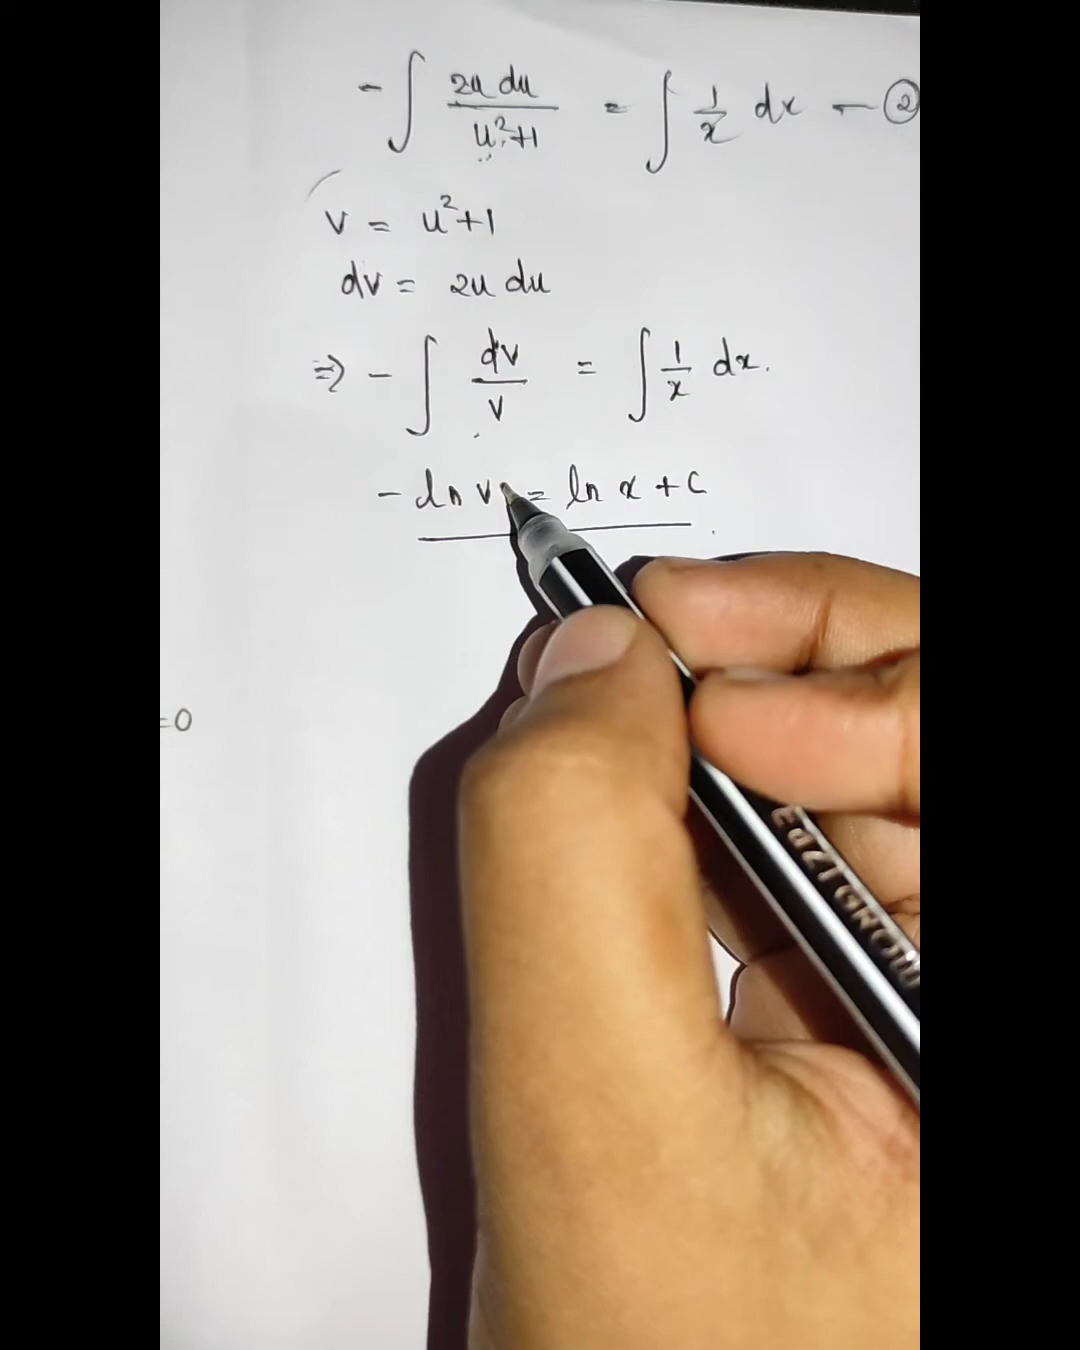 - ∫ 2u du / u²+1 = ∫ 1/x dx — ②
v = u²+1
dv = 2u du
⇒ - ∫ dv / v = ∫ 1/x dx.
- ln v = ln x + C
=0